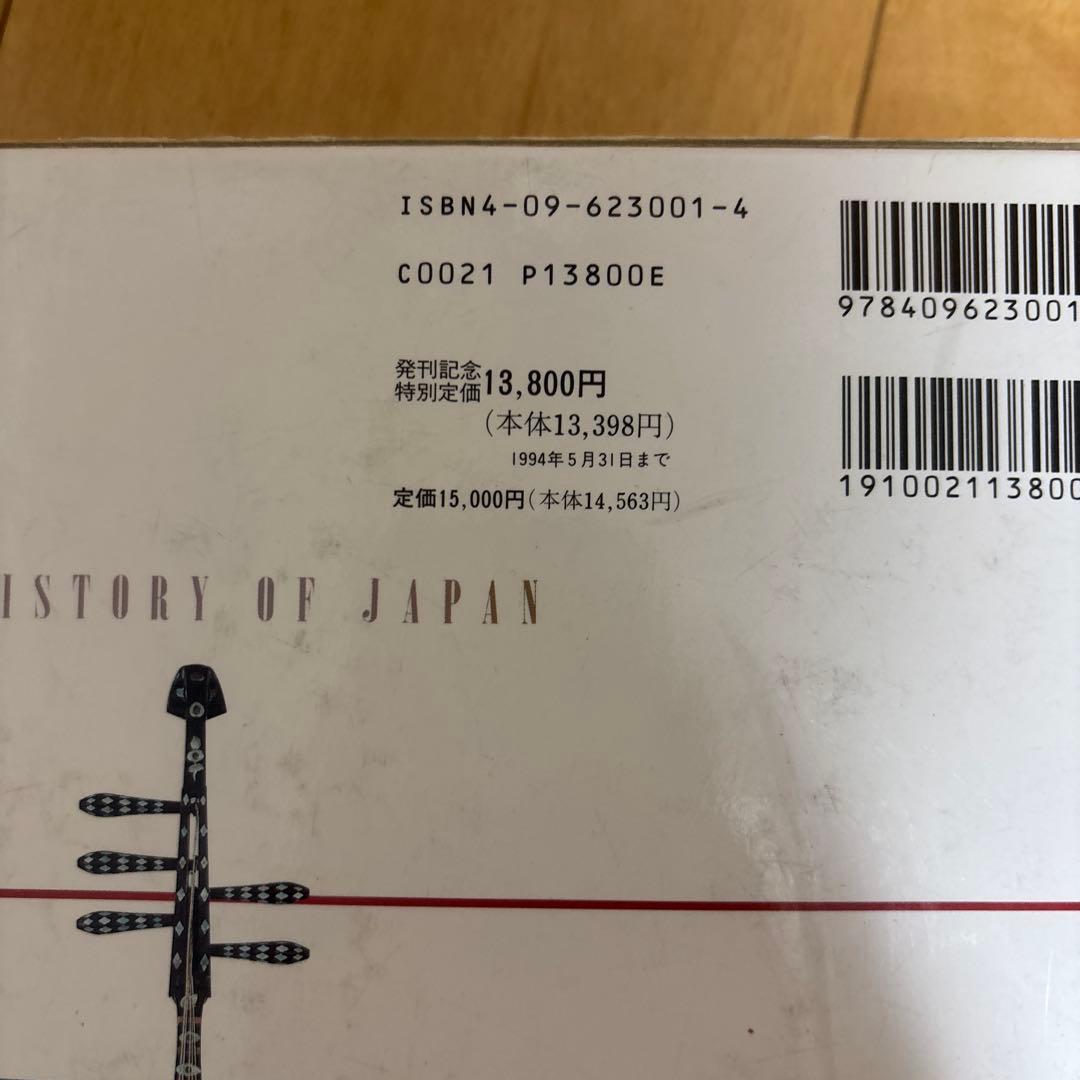 ISBN4-09-623001-4
C0021 P13800E
発刊記念
特別定価13,800円
(本体13,398円)
1994年5月31日まで
定価15,000円(本体14,563円)
978409623001
191002113800
ISTORY OF JAPAN